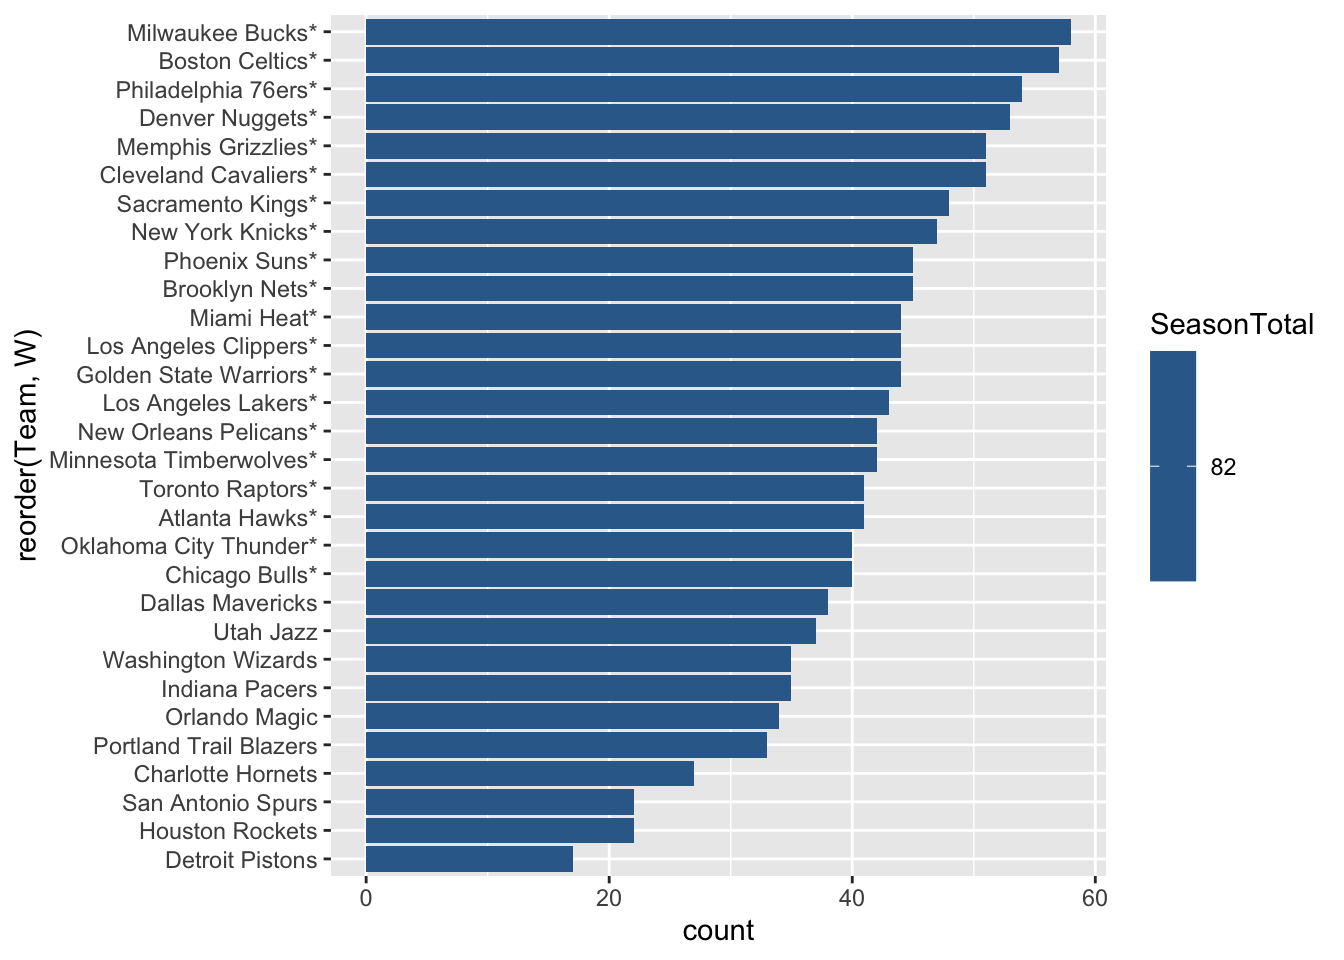 Milwaukee Bucks*
Boston Celtics*
Philadelphia 76ers*
Denver Nuggets*
Memphis Grizzlies*
Cleveland Cavaliers*
Sacramento Kings*
New York Knicks*
Phoenix Suns*
Brooklyn Nets*
Miami Heat*
Los Angeles Clippers*
Golden State Warriors*
Los Angeles Lakers*
New Orleans Pelicans*
Minnesota Timberwolves*
Toronto Raptors*
Atlanta Hawks*
Oklahoma City Thunder*
Chicago Bulls*
Dallas Mavericks
Utah Jazz
Washington Wizards
Indiana Pacers
Orlando Magic
Portland Trail Blazers
Charlotte Hornets
San Antonio Spurs
Houston Rockets
Detroit Pistons
reorder(Team, W)
0 20 40 60
count
SeasonTotal
82